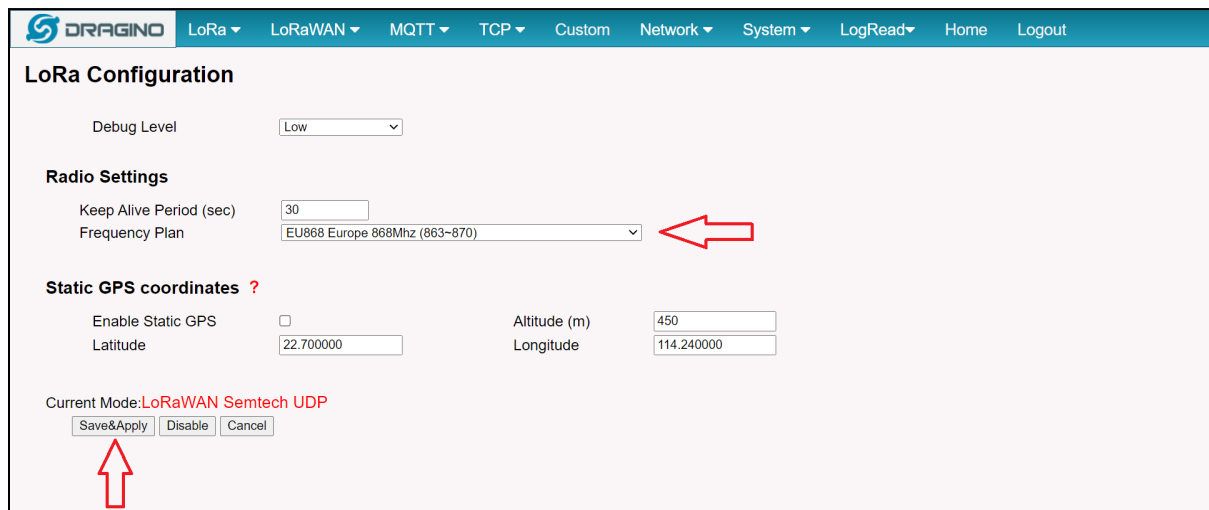 DRAGINO LoRa LoRaWAN MQTT TCP Custom Network System LogRead Home Logout
LoRa Configuration
Debug Level Low
Radio Settings
Keep Alive Period (sec) 30
Frequency Plan EU868 Europe 868Mhz (863~870)
Static GPS coordinates ?
Enable Static GPS Altitude (m) 450
Latitude 22.700000 Longitude 114.240000
Current Mode:LoRaWAN Semtech UDP
Save&Apply Disable Cancel